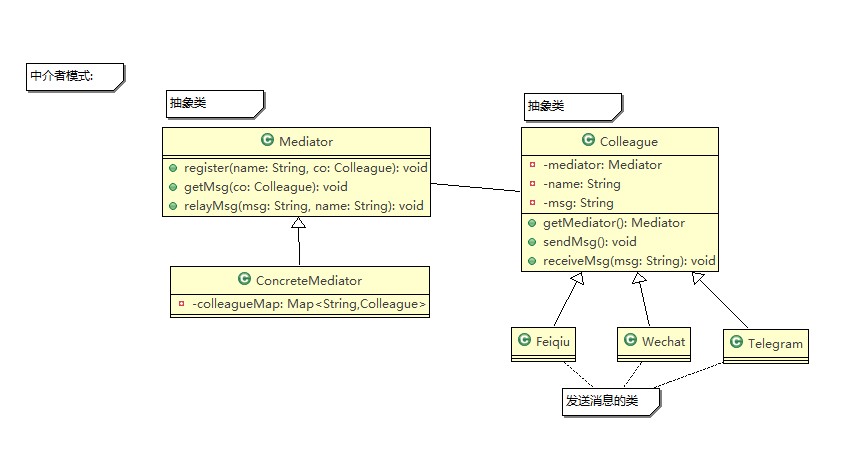 中介者模式:
抽象类
抽象类
C Mediator
register(name: String, co: Colleague): void
getMsg(co: Colleague): void
relayMsg(msg: String, name: String): void
C Colleague
-mediator: Mediator
-name: String
-msg: String
getMediator(): Mediator
sendMsg(): void
receiveMsg(msg: String): void
C ConcreteMediator
-colleagueMap: Map<String,Colleague>
C Feiqiu
C Wechat
C Telegram
发送消息的类